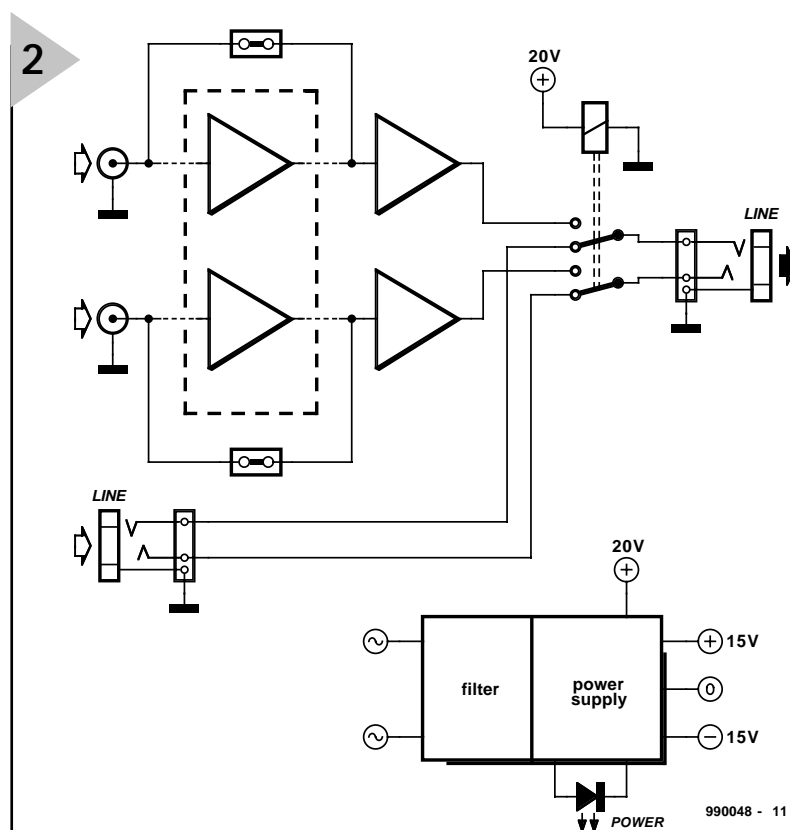 2
20V
LINE
LINE
20V
filter
power
supply
15V
0
15V
POWER
990048 - 11